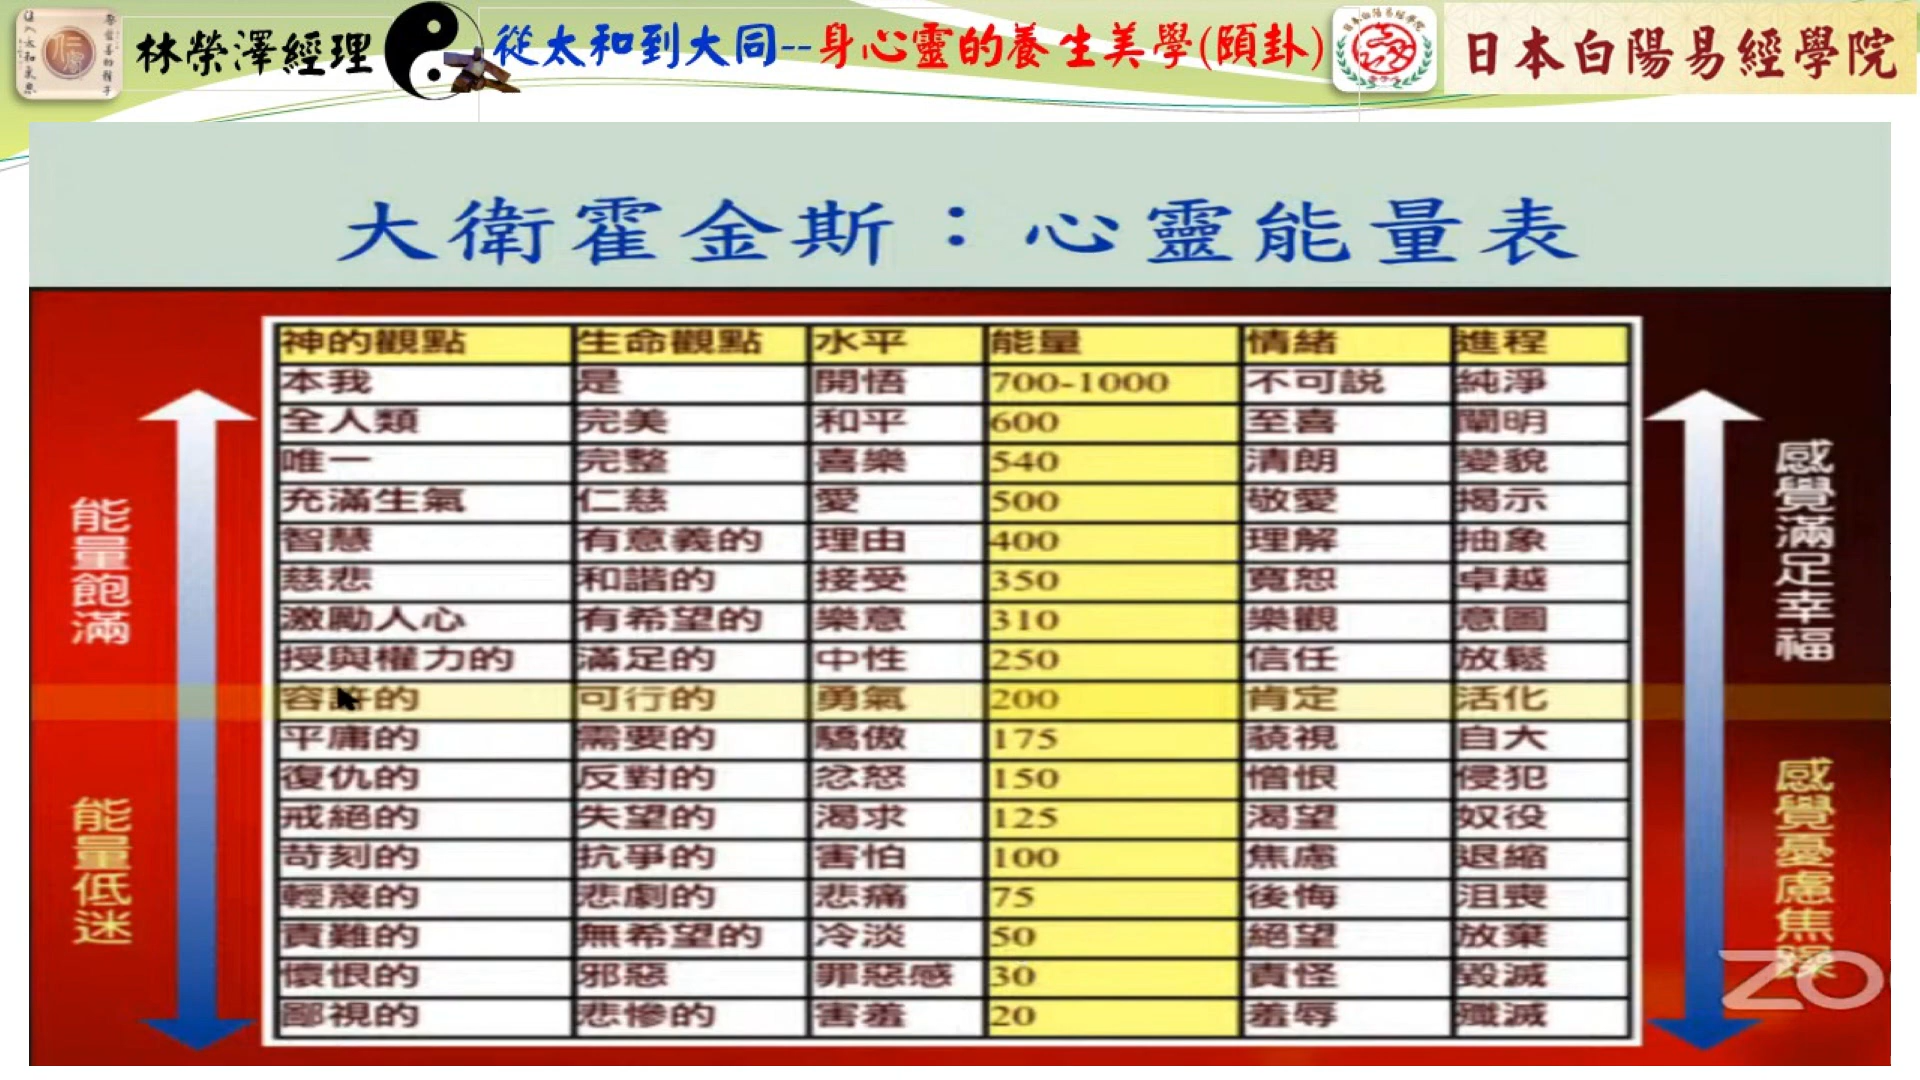 林榮澤經理
從太和到大同--身心靈的養生美學(頤卦)
日本白陽易經學院
大衛霍金斯：心靈能量表
神的觀點 生命觀點 水平 能量 情緒 進程
本我 是 開悟 700-1000 不可説 純淨
全人類 完美 和平 600 至喜 闡明
唯一 完整 喜樂 540 清朗 變貌
充滿生氣 仁慈 愛 500 敬愛 揭示
智慧 有意義的 理由 400 理解 抽象
慈悲 和諧的 接受 350 寬恕 卓越
激勵人心 有希望的 樂意 310 樂觀 意圖
授與權力的 滿足的 中性 250 信任 放鬆
容許的 可行的 勇氣 200 肯定 活化
平庸的 需要的 驕傲 175 藐視 自大
復仇的 反對的 忿怒 150 憎恨 侵犯
戒絕的 失望的 渴求 125 渴望 奴役
苛刻的 抗爭的 害怕 100 焦慮 退縮
輕蔑的 悲劇的 悲痛 75 後悔 沮喪
責難的 無希望的 冷淡 50 絕望 放棄
懷恨的 邪惡 罪惡感 30 責怪 毀滅
鄙視的 悲慘的 害羞 20 羞辱 殲滅
能量飽滿
能量低迷
感覺滿足幸福
感覺憂慮焦躁